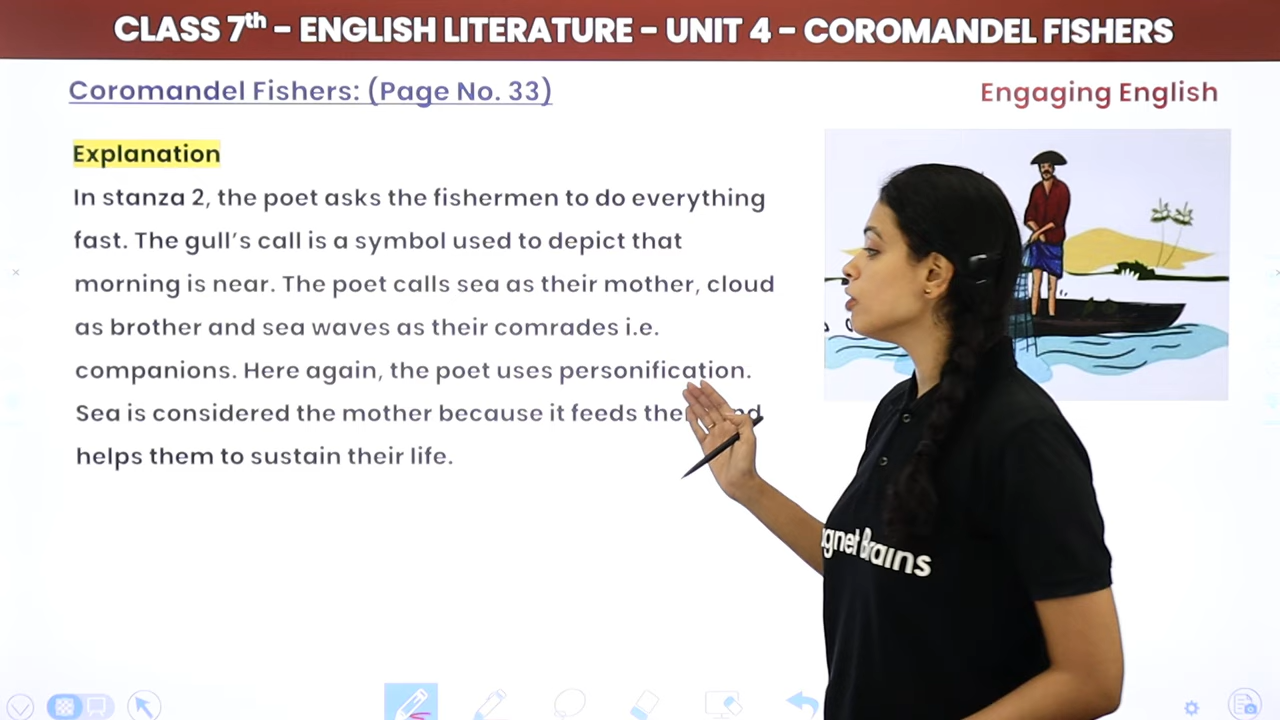 CLASS 7th – ENGLISH LITERATURE – UNIT 4 – COROMANDEL FISHERS
Coromandel Fishers: (Page No. 33)
Engaging English
Explanation
In stanza 2, the poet asks the fishermen to do everything
fast. The gull's call is a symbol used to depict that
morning is near. The poet calls sea as their mother, cloud
as brother and sea waves as their comrades i.e.
companions. Here again, the poet uses personification.
Sea is considered the mother because it feeds
helps them to sustain their life.
Brains